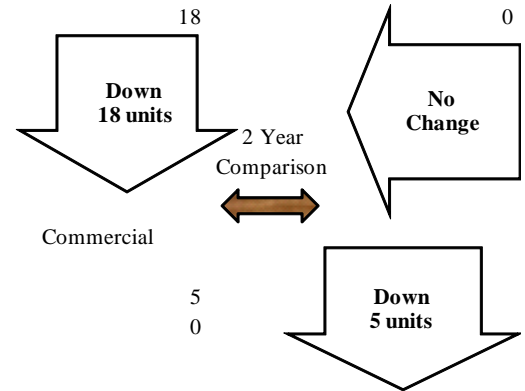 18
0
Down
18 units
No
Change
2 Year
Comparison
Commercial
5
0
Down
5 units